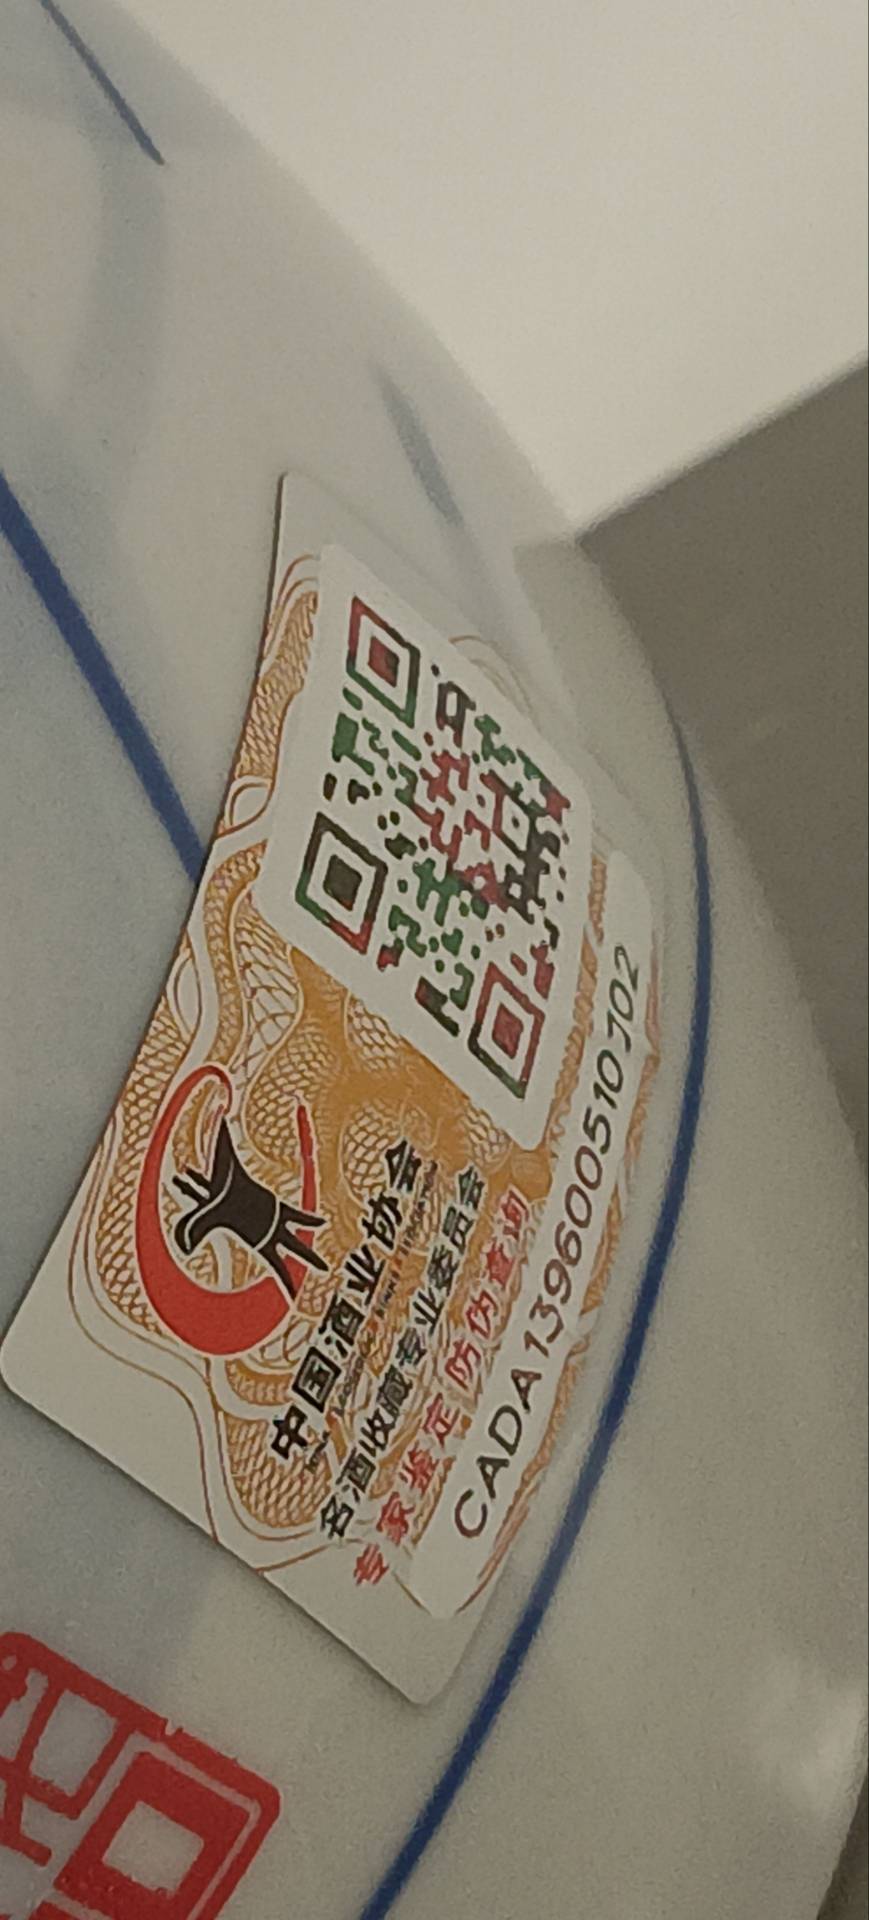 中国酒业协会
名酒收藏专业委员会
专家鉴定 防伪查询
CADA139600510102